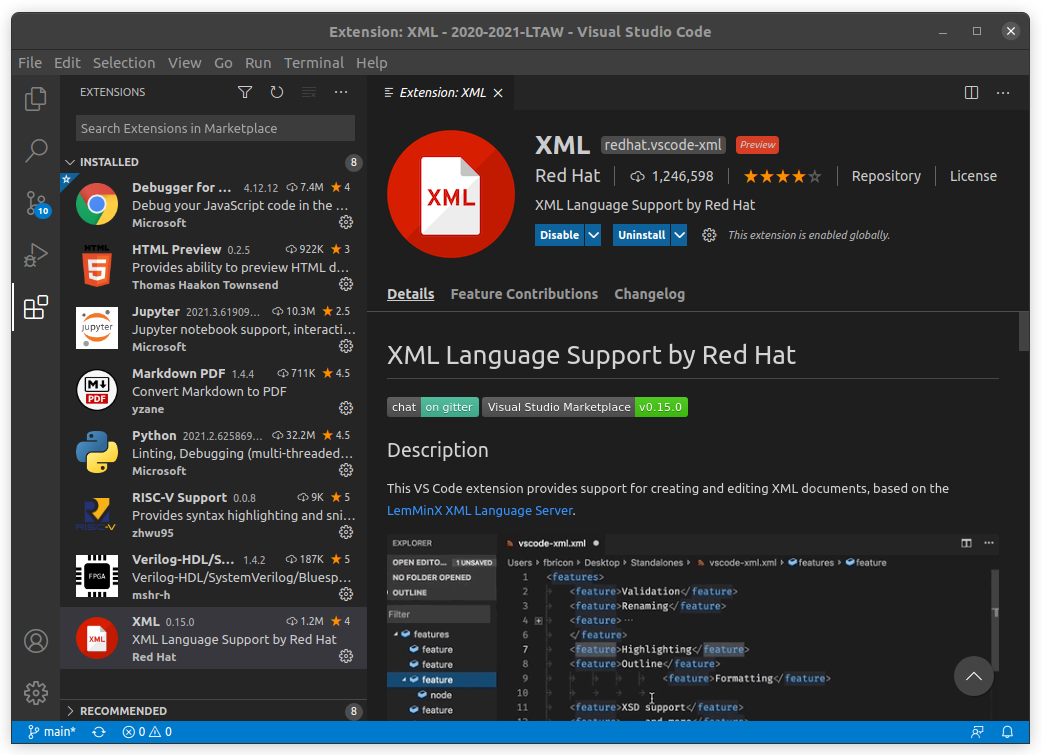 Extension: XML - 2020-2021-LTAW - Visual Studio Code
File Edit Selection View Go Run Terminal Help
EXTENSIONS
Search Extensions in Marketplace
INSTALLED 8
10
Debugger for ... 4.12.12 7.4M 4
Debug your JavaScript code in the ...
Microsoft
HTML
5
HTML Preview 0.2.5 922K 3
Provides ability to preview HTML d...
Thomas Haakon Townsend
jupyter
Jupyter 2021.3.61909... 10.3M 2.5
Jupyter notebook support, interacti...
Microsoft
M
PDF
Markdown PDF 1.4.4 711K 4.5
Convert Markdown to PDF
yzane
Python 2021.2.625869... 32.2M 4.5
Linting, Debugging (multi-threaded...
Microsoft
RISC-V
RISC-V Support 0.0.8 9K 5
Provides syntax highlighting and sni...
zhwu95
FPGA
Verilog-HDL/S... 1.4.2 187K 5
Verilog-HDL/SystemVerilog/Bluesp...
mshr-h
XML
XML 0.15.0 1.2M 4
XML Language Support by Red Hat
Red Hat
RECOMMENDED 8
Extension: XML
XML
XML redhat.vscode-xml Preview
Red Hat 1,246,598 Repository License
XML Language Support by Red Hat
Disable Uninstall This extension is enabled globally.
Details Feature Contributions Changelog
XML Language Support by Red Hat
chat on gitter Visual Studio Marketplace v0.15.0
Description
This VS Code extension provides support for creating and editing XML documents, based on the
LemMinX XML Language Server.
EXPLORER
OPEN EDITO... 1 UNSAVED
NO FOLDER OPENED
OUTLINE
Filter
features
feature
feature
feature
node
feature
vscode-xml.xml
Users › fbricon › Desktop › Standalones › vscode-xml.xml › features › feature
1 <features>
2 <feature>Validation</feature>
3 <feature>Renaming</feature>
4 <feature>...
6 </feature>
7 <feature>Highlighting</feature>
8 <feature>Outline</feature>
9 <feature>Formatting</feature>
10
11 <feature>XSD support</feature>
main* 0 0